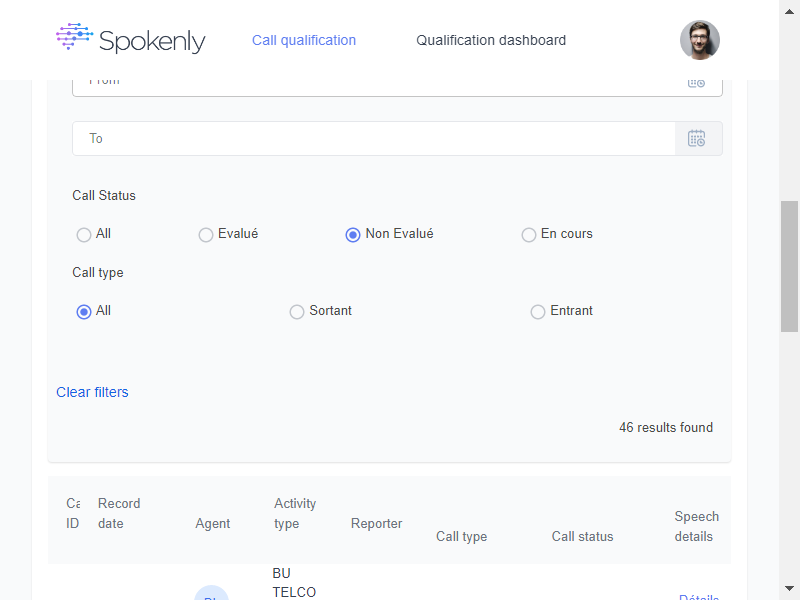 Spokenly
Call qualification
Qualification dashboard
From
To
Call Status
All
Evalué
Non Evalué
En cours
Call type
All
Sortant
Entrant
Clear filters
46 results found
Ca
ID
Record
date
Agent
Activity
type
Reporter
Call type
Call status
Speech
details
BU
TELCO
Détails